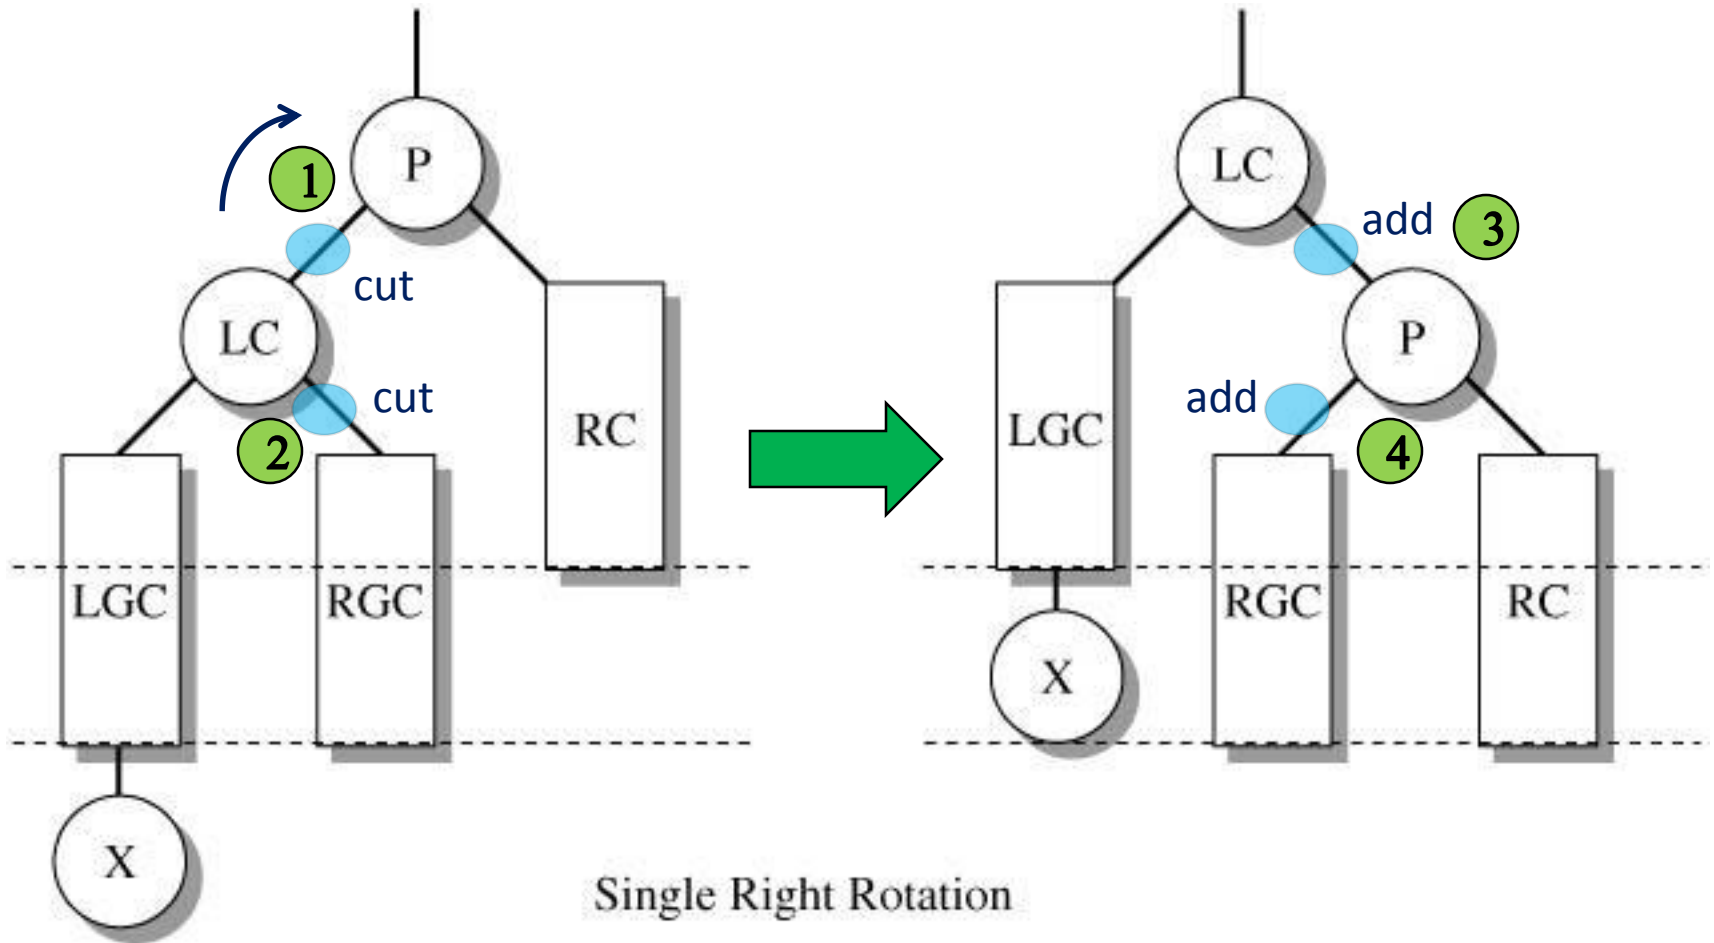 P
1
cut
LC
cut
2
RC
LGC
RGC
X
LC
add
3
P
add
4
LGC
RGC
RC
X
Single Right Rotation